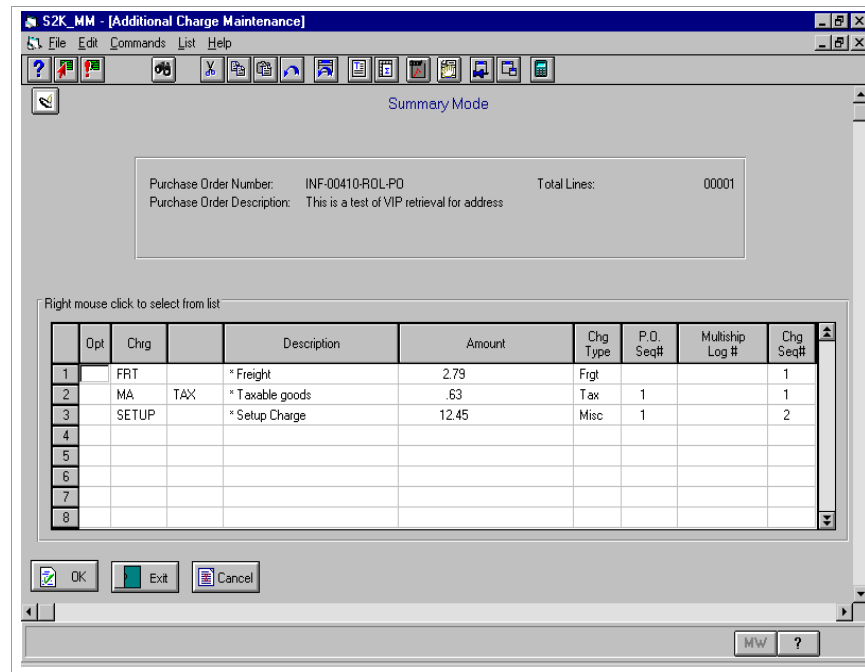 S2K_MM - [Additional Charge Maintenance]
File Edit Commands List Help
Summary Mode
Purchase Order Number: INF-00410-ROL-PO Total Lines: 00001
Purchase Order Description: This is a test of VIP retrieval for address
Right mouse click to select from list
Opt Chrg Description Amount Chg Type P.O. Seq# Multiship Log # Chg Seq#
1 FRT * Freight 2.79 Frgt 1
2 MA TAX * Taxable goods .63 Tax 1 1
3 SETUP * Setup Charge 12.45 Misc 1 2
4
5
6
7
8
OK Exit Cancel
MW ?